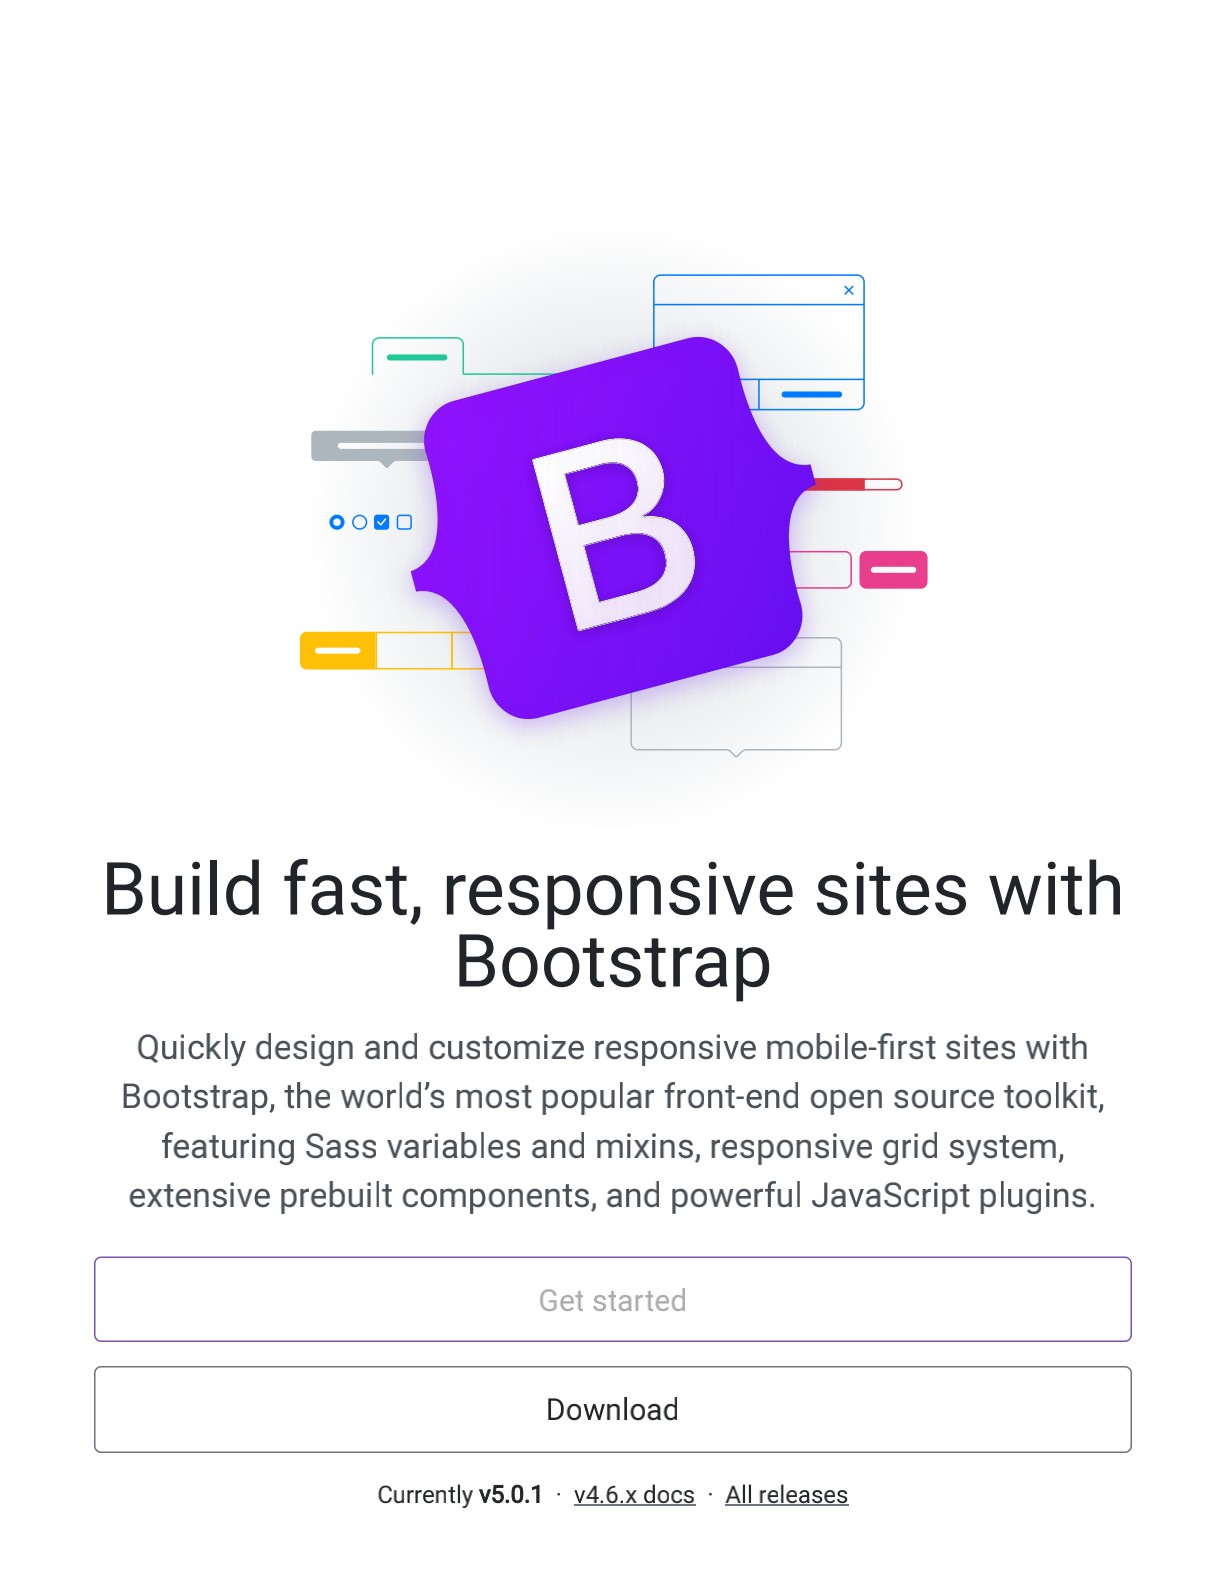 B
Build fast, responsive sites with
Bootstrap
Quickly design and customize responsive mobile-first sites with
Bootstrap, the world’s most popular front-end open source toolkit,
featuring Sass variables and mixins, responsive grid system,
extensive prebuilt components, and powerful JavaScript plugins.
Get started
Download
Currently v5.0.1 · v4.6.x docs · All releases